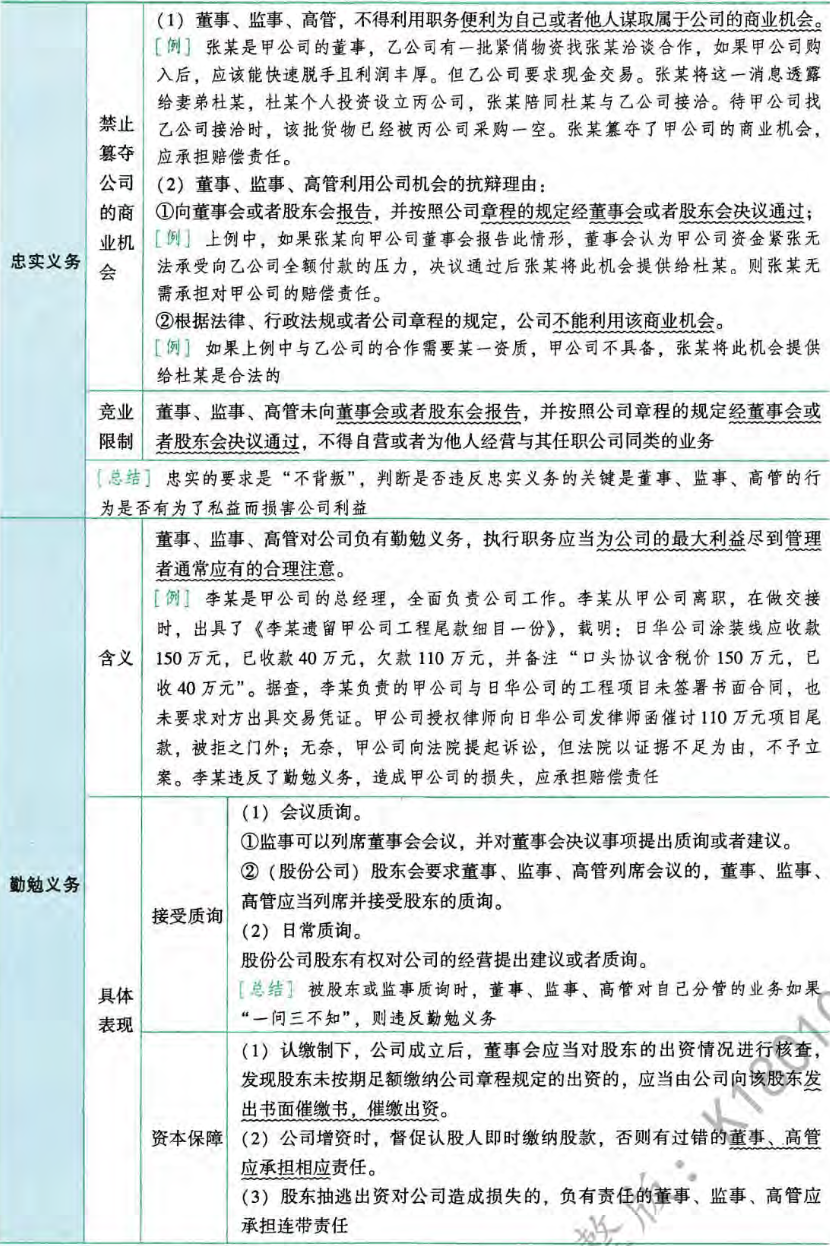 忠实义务
禁止
篡夺
公司
的商
业机
会
(1) 董事、监事、高管，不得利用职务便利为自己或者他人谋取属于公司的商业机会。
[例] 张某是甲公司的董事，乙公司有一批紧俏物资找张某洽谈合作，如果甲公司购
入后，应该能快速脱手且利润丰厚。但乙公司要求现金交易。张某将这一消息透露
给妻弟杜某，杜某个人投资设立丙公司，张某陪同杜某与乙公司接洽。待甲公司找
乙公司接洽时，该批货物已经被丙公司采购一空。张某篡夺了甲公司的商业机会，
应承担赔偿责任。
(2) 董事、监事、高管利用公司机会的抗辩理由：
①向董事会或者股东会报告，并按照公司章程的规定经董事会或者股东会决议通过；
[例] 上例中，如果张某向甲公司董事会报告此情形，董事会认为甲公司资金紧张无
法承受向乙公司全额付款的压力，决议通过后张某将此机会提供给杜某。则张某无
需承担对甲公司的赔偿责任。
②根据法律、行政法规或者公司章程的规定，公司不能利用该商业机会。
[例] 如果上例中与乙公司的合作需要某一资质，甲公司不具备，张某将此机会提供
给杜某是合法的
竞业
限制
董事、监事、高管未向董事会或者股东会报告，并按照公司章程的规定经董事会或
者股东会决议通过，不得自营或者为他人经营与其任职公司同类的业务
[总结] 忠实的要求是“不背叛”，判断是否违反忠实义务的关键是董事、监事、高管的行
为是否有为了私益而损害公司利益
勤勉义务
含义
董事、监事、高管对公司负有勤勉义务，执行职务应当为公司的最大利益尽到管理
者通常应有的合理注意。
[例] 李某是甲公司的总经理，全面负责公司工作。李某从甲公司离职，在做交接
时，出具了《李某遗留甲公司工程尾款细目一份》，载明：日华公司涂装线应收款
150 万元，已收款 40 万元，欠款 110 万元，并备注“口头协议含税价 150 万元，已
收 40 万元”。据查，李某负责的甲公司与日华公司的工程项目未签署书面合同，也
未要求对方出具交易凭证。甲公司授权律师向日华公司发律师函催讨 110 万元项目尾
款，被拒之门外；无奈，甲公司向法院提起诉讼，但法院以证据不足为由，不予立
案。李某违反了勤勉义务，造成甲公司的损失，应承担赔偿责任
具体
表现
接受质询
(1) 会议质询。
①监事可以列席董事会会议，并对董事会决议事项提出质询或者建议。
②（股份公司）股东会要求董事、监事、高管列席会议的，董事、监事、
高管应当列席并接受股东的质询。
(2) 日常质询。
股份公司股东有权对公司的经营提出建议或者质询。
[总结] 被股东或监事质询时，董事、监事、高管对自己分管的业务如果
“一问三不知”，则违反勤勉义务
资本保障
(1) 认缴制下，公司成立后，董事会应当对股东的出资情况进行核查，
发现股东未按期足额缴纳公司章程规定的出资的，应当由公司向该股东发
出书面催缴书，催缴出资。
(2) 公司增资时，督促认股人即时缴纳股款，否则有过错的董事、高管
应承担相应责任。
(3) 股东抽逃出资对公司造成损失的，负有责任的董事、监事、高管应
承担连带责任